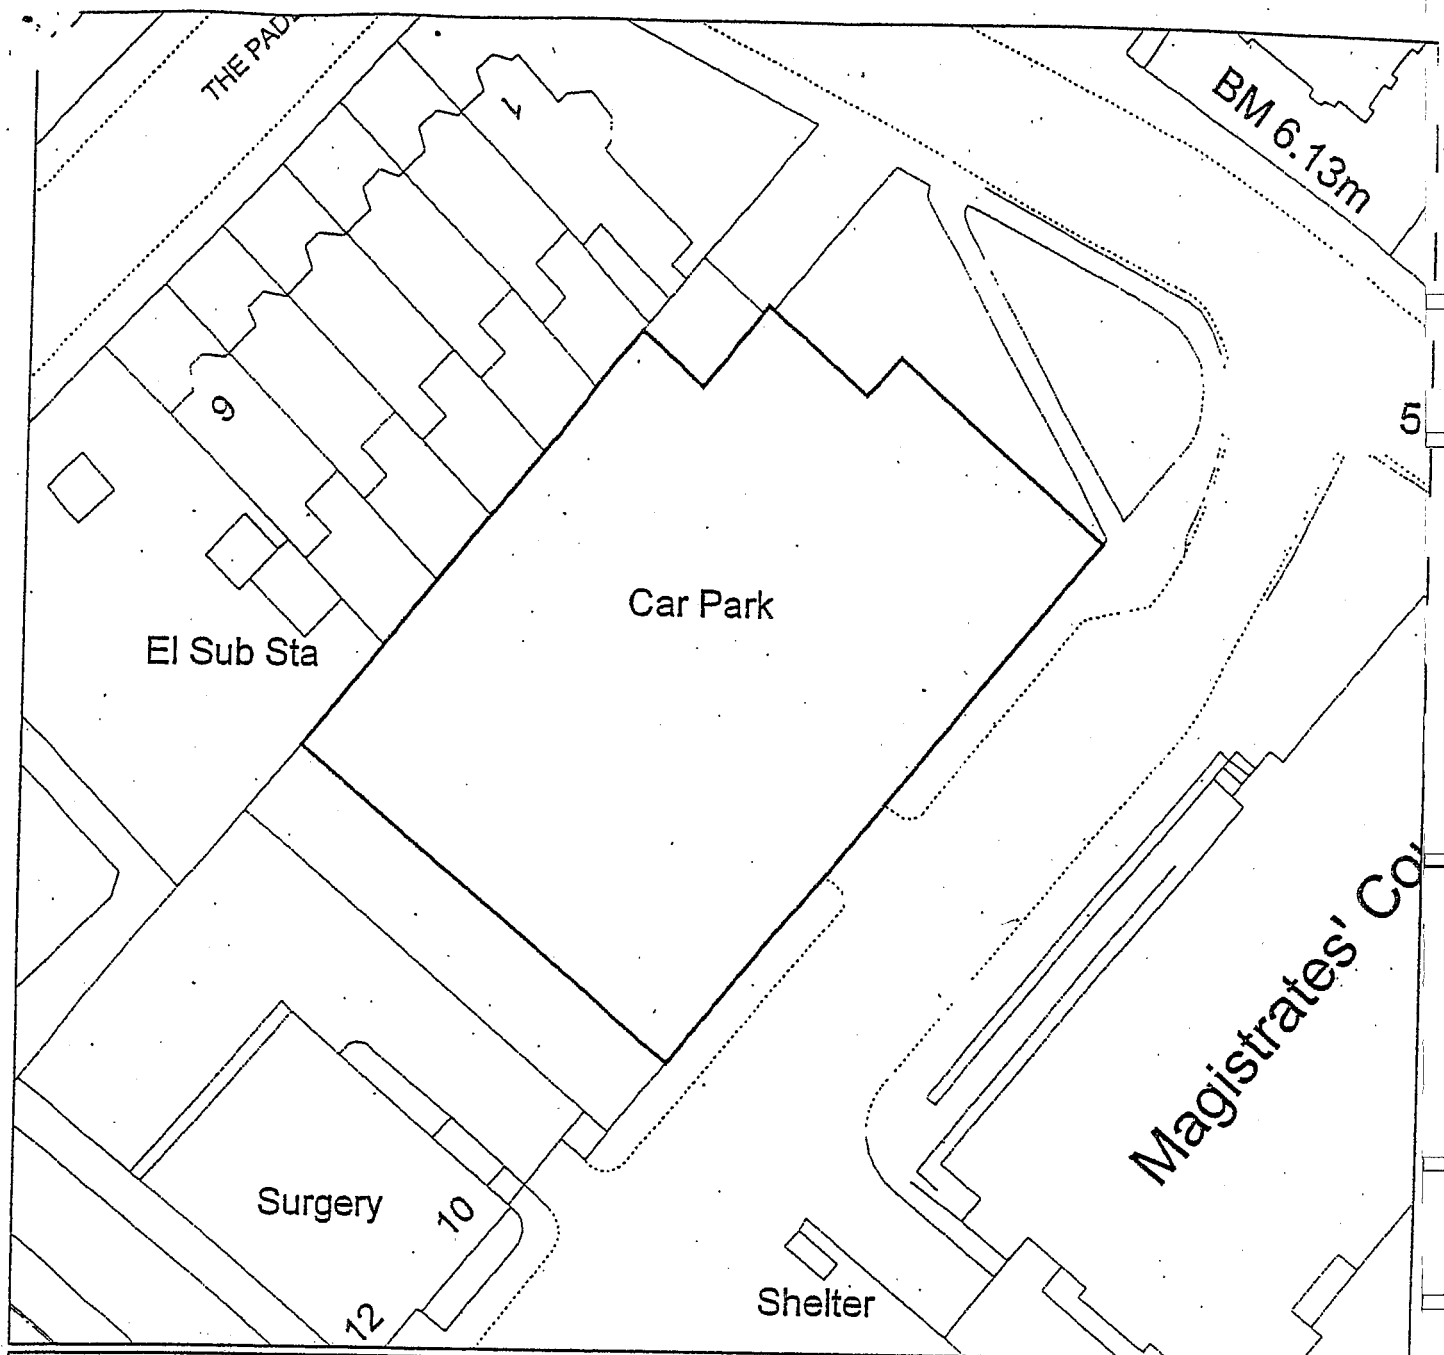 THE PAD
1
BM 6.13m
5
9
Car Park
El Sub Sta
Magistrates' Co
Surgery
10
Shelter
12